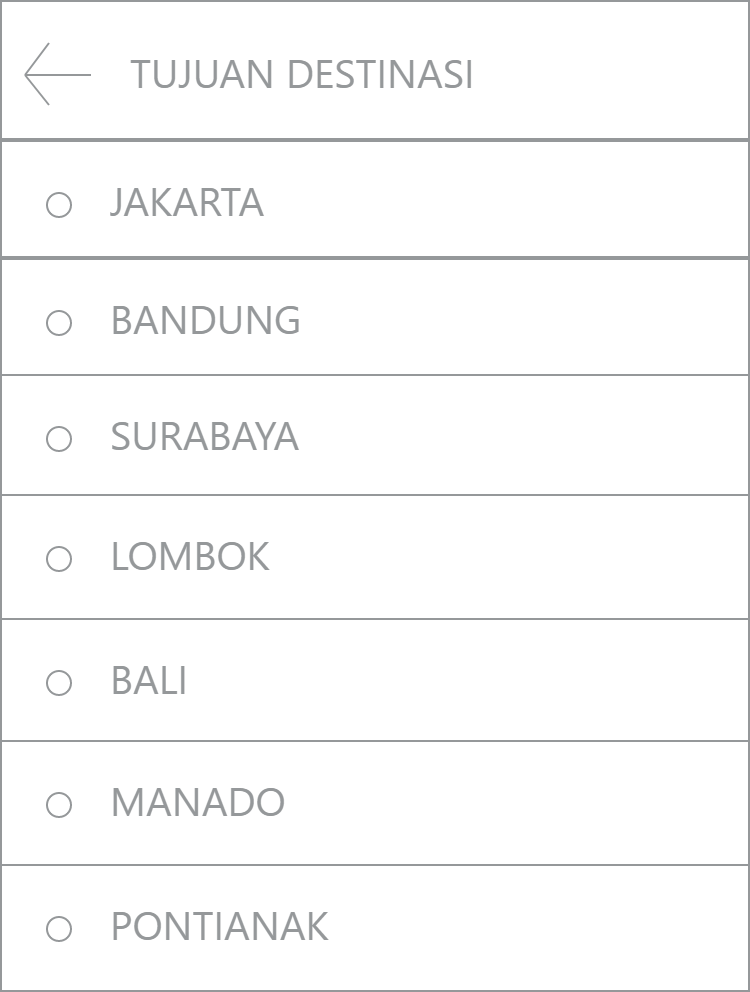 TUJUAN DESTINASI
JAKARTA
BANDUNG
SURABAYA
LOMBOK
BALI
MANADO
PONTIANAK